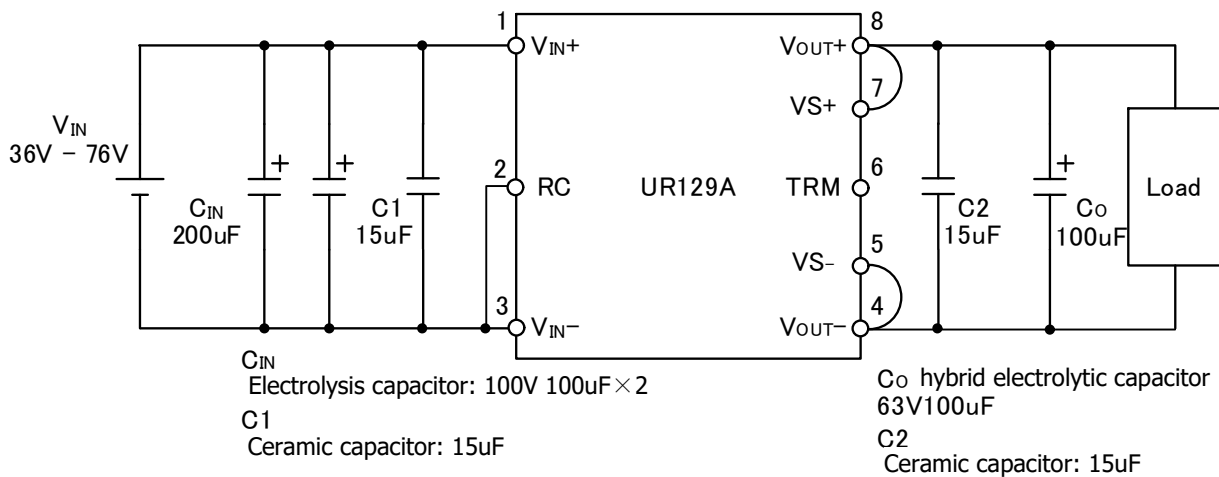 1
8
VIN+
VOUT+
7
VS+
VIN
36V - 76V
+
+
2
RC
UR129A
6
TRM
+
Load
CIN
200uF
C1
15uF
C2
15uF
CO
100uF
5
VS-
3
VIN-
4
VOUT-
CIN
Electrolysis capacitor: 100V 100uF×2
C1
Ceramic capacitor: 15uF
CO hybrid electrolytic capacitor
63V100uF
C2
Ceramic capacitor: 15uF